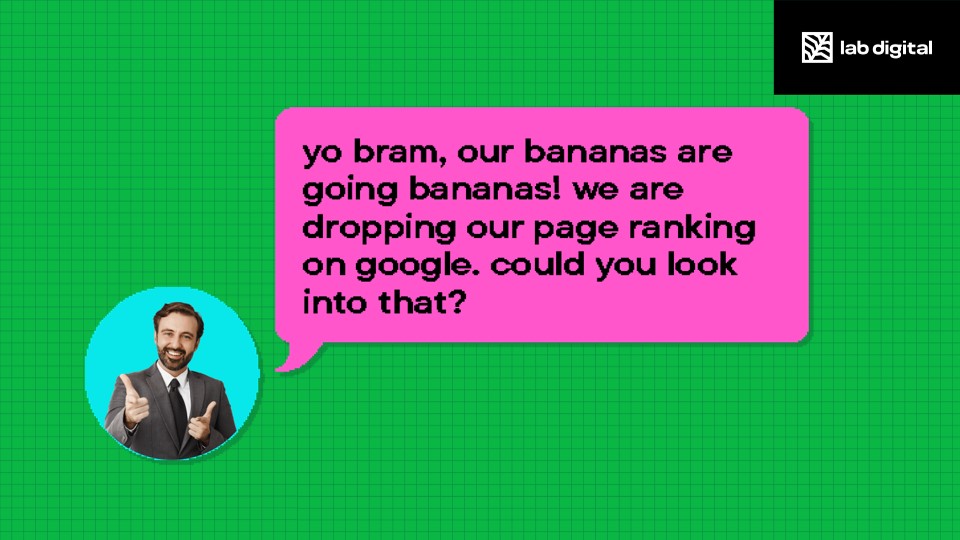 lab digital
yo bram, our bananas are
going bananas! we are
dropping our page ranking
on google. could you look
into that?